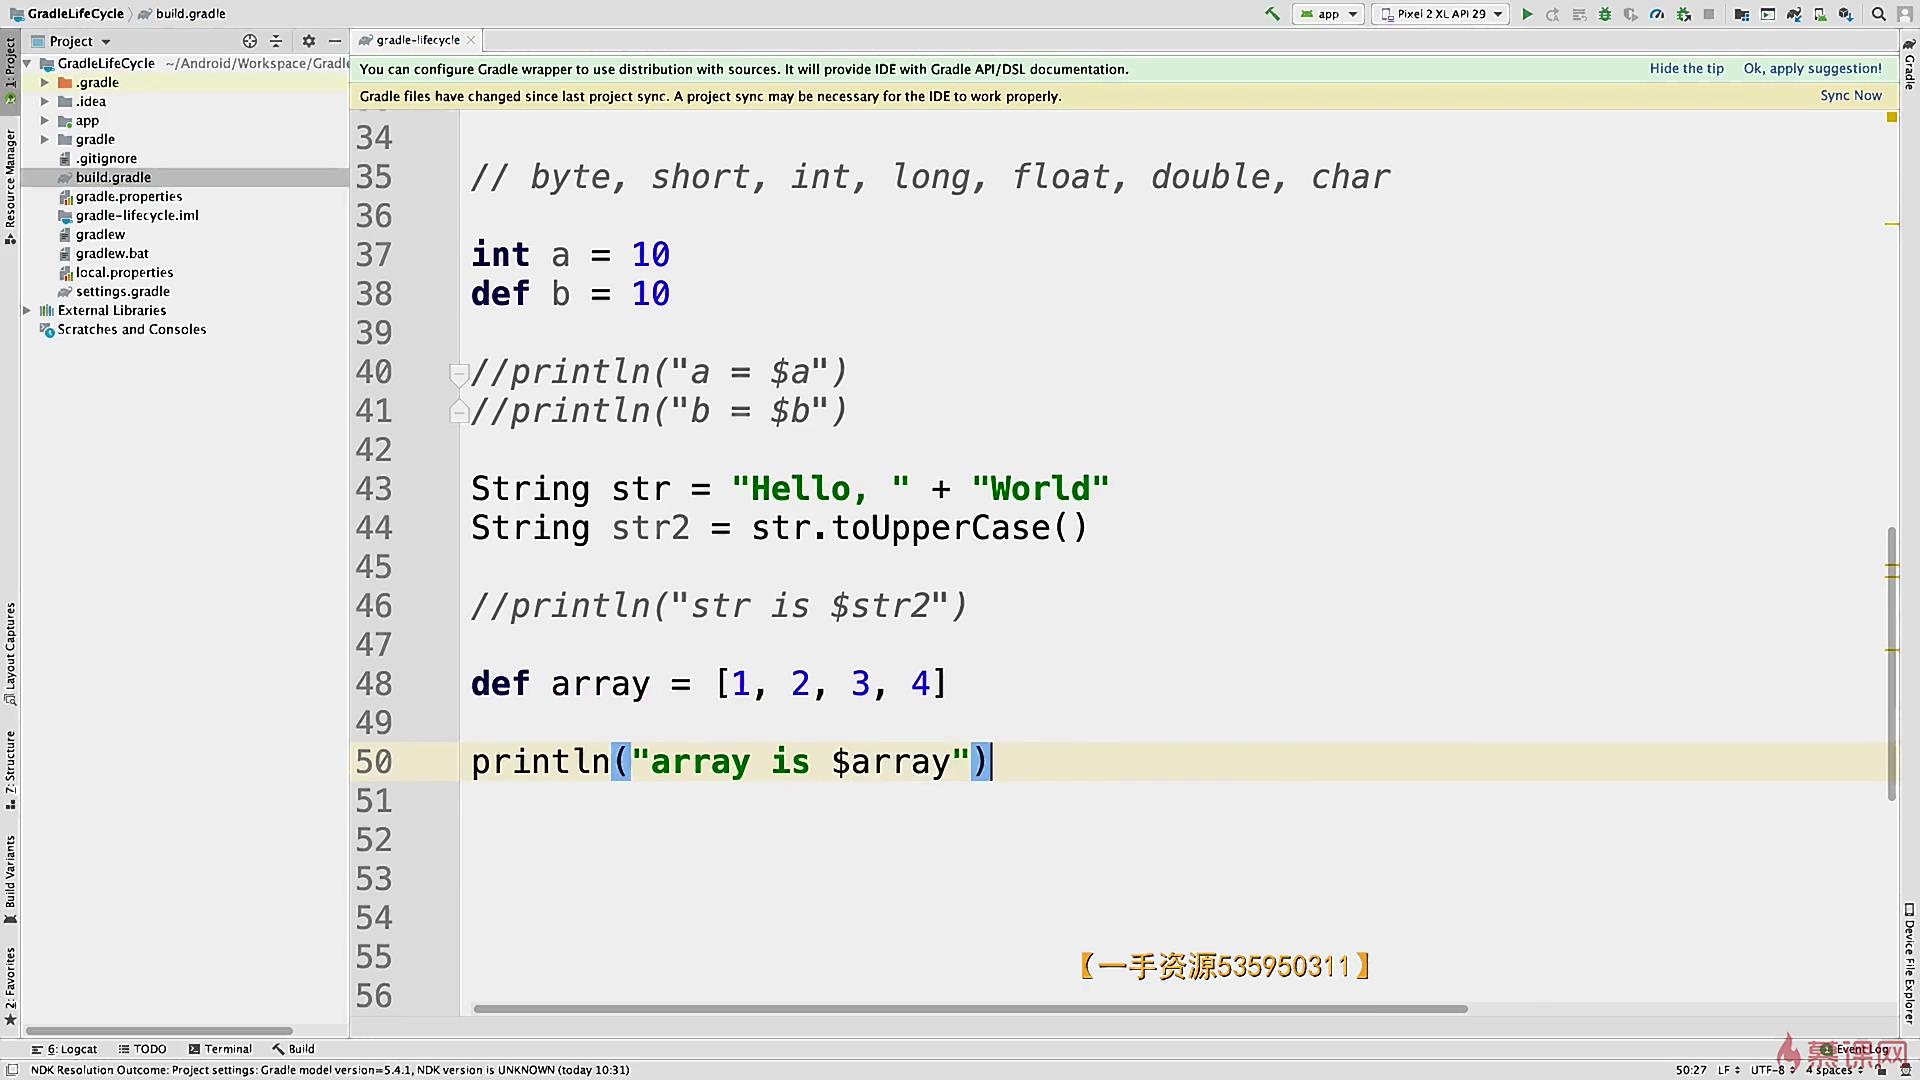 GradleLifeCycle build.gradle
app
Pixel 2 XL API 29
Project
gradle-lifecycle
You can configure Gradle wrapper to use distribution with sources. It will provide IDE with Gradle API/DSL documentation.
Hide the tip
Ok, apply suggestion!
Gradle files have changed since last project sync. A project sync may be necessary for the IDE to work properly.
Sync Now
GradleLifeCycle ~/Android/Workspace/Gradle
.gradle
.idea
app
gradle
.gitignore
build.gradle
gradle.properties
gradle-lifecycle.iml
gradlew
gradlew.bat
local.properties
settings.gradle
External Libraries
Scratches and Consoles
1: Project
Resource Manager
Layout Captures
7: Structure
Build Variants
2: Favorites
34
35 // byte, short, int, long, float, double, char
36
37 int a = 10
38 def b = 10
39
40 //println("a = $a")
41 //println("b = $b")
42
43 String str = "Hello, " + "World"
44 String str2 = str.toUpperCase()
45
46 //println("str is $str2")
47
48 def array = [1, 2, 3, 4]
49
50 println("array is $array")
51
52
53
54
55
56
【一手资源535950311】
Gradle
Device File Explorer
6: Logcat
TODO
Terminal
Build
Event Log
慕课网
NDK Resolution Outcome: Project settings: Gradle model version=5.4.1, NDK version is UNKNOWN (today 10:31)
50:27 LF UTF-8 4 spaces